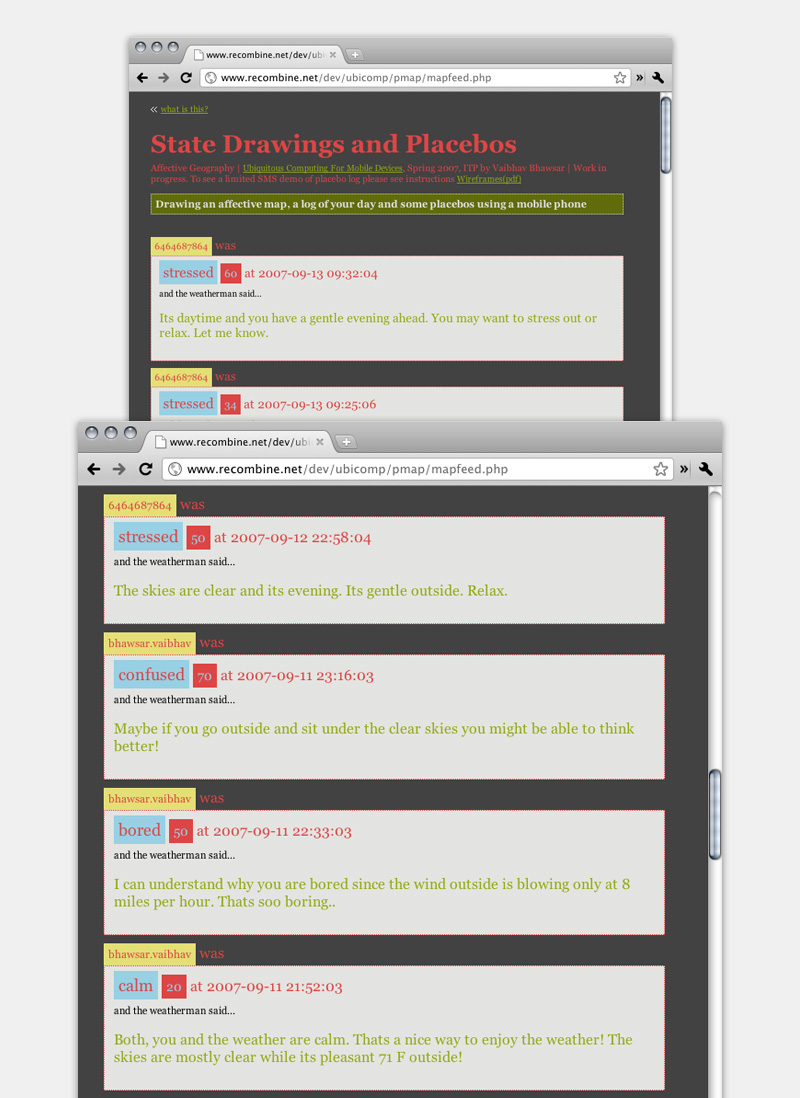 www.recombine.net/dev/ubi
www.recombine.net/dev/ubicomp/pmap/mapfeed.php
« what is this?
State Drawings and Placebos
Affective Geography | Ubiquitous Computing For Mobile Devices, Spring 2007, ITP by Vaibhav Bhawsar | Work in
progress. To see a limited SMS demo of placebo log please see instructions Wireframes(pdf)
Drawing an affective map, a log of your day and some placebos using a mobile phone
6464687864 was
stressed 60 at 2007-09-13 09:32:04
and the weatherman said...
Its daytime and you have a gentle evening ahead. You may want to stress out or
relax. Let me know.
6464687864 was
stressed 34 at 2007-09-13 09:25:06
www.recombine.net/dev/ubi
www.recombine.net/dev/ubicomp/pmap/mapfeed.php
6464687864 was
stressed 50 at 2007-09-12 22:58:04
and the weatherman said...
The skies are clear and its evening. Its gentle outside. Relax.
bhawsar.vaibhav was
confused 70 at 2007-09-11 23:16:03
and the weatherman said...
Maybe if you go outside and sit under the clear skies you might be able to think
better!
bhawsar.vaibhav was
bored 50 at 2007-09-11 22:33:03
and the weatherman said...
I can understand why you are bored since the wind outside is blowing only at 8
miles per hour. Thats soo boring..
bhawsar.vaibhav was
calm 20 at 2007-09-11 21:52:03
and the weatherman said...
Both, you and the weather are calm. Thats a nice way to enjoy the weather! The
skies are mostly clear while its pleasant 71 F outside!